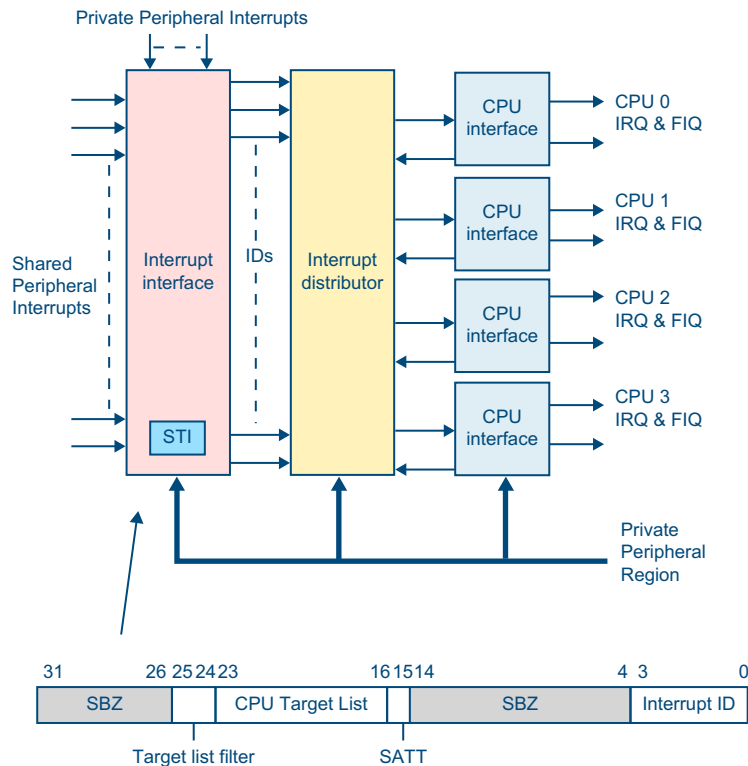 Private Peripheral Interrupts
CPU
interface
CPU 0
IRQ & FIQ
CPU
interface
CPU 1
IRQ & FIQ
Shared
Peripheral
Interrupts
Interrupt
interface
IDs
Interrupt
distributor
CPU
interface
CPU 2
IRQ & FIQ
STI
CPU
interface
CPU 3
IRQ & FIQ
Private
Peripheral
Region
31 26 25 24 23 16 15 14 4 3 0
SBZ CPU Target List SBZ Interrupt ID
Target list filter SATT